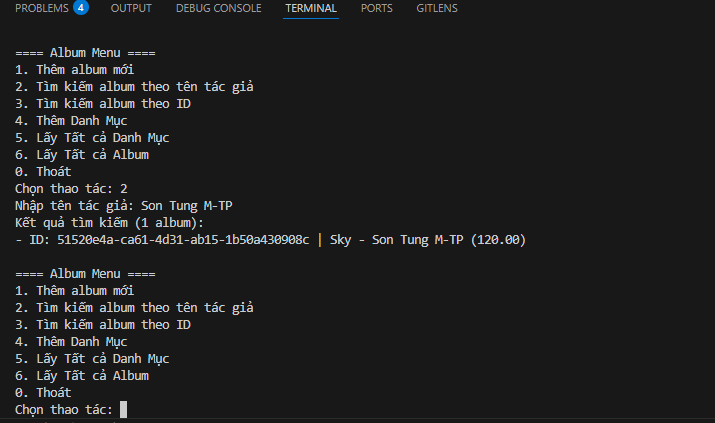 PROBLEMS 4 OUTPUT DEBUG CONSOLE TERMINAL PORTS GITLENS
==== Album Menu ====
1. Thêm album mới
2. Tìm kiếm album theo tên tác giả
3. Tìm kiếm album theo ID
4. Thêm Danh Mục
5. Lấy Tất cả Danh Mục
6. Lấy Tất cả Album
0. Thoát
Chọn thao tác: 2
Nhập tên tác giả: Son Tung M-TP
Kết quả tìm kiếm (1 album):
- ID: 51520e4a-ca61-4d31-ab15-1b50a430908c | Sky - Son Tung M-TP (120.00)
==== Album Menu ====
1. Thêm album mới
2. Tìm kiếm album theo tên tác giả
3. Tìm kiếm album theo ID
4. Thêm Danh Mục
5. Lấy Tất cả Danh Mục
6. Lấy Tất cả Album
0. Thoát
Chọn thao tác: